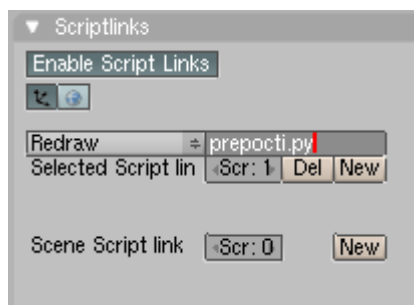 Scriptlinks
Enable Script Links
Redraw prepocti.py
Selected Script lin Scr: 1 Del New
Scene Script link Scr: 0 New